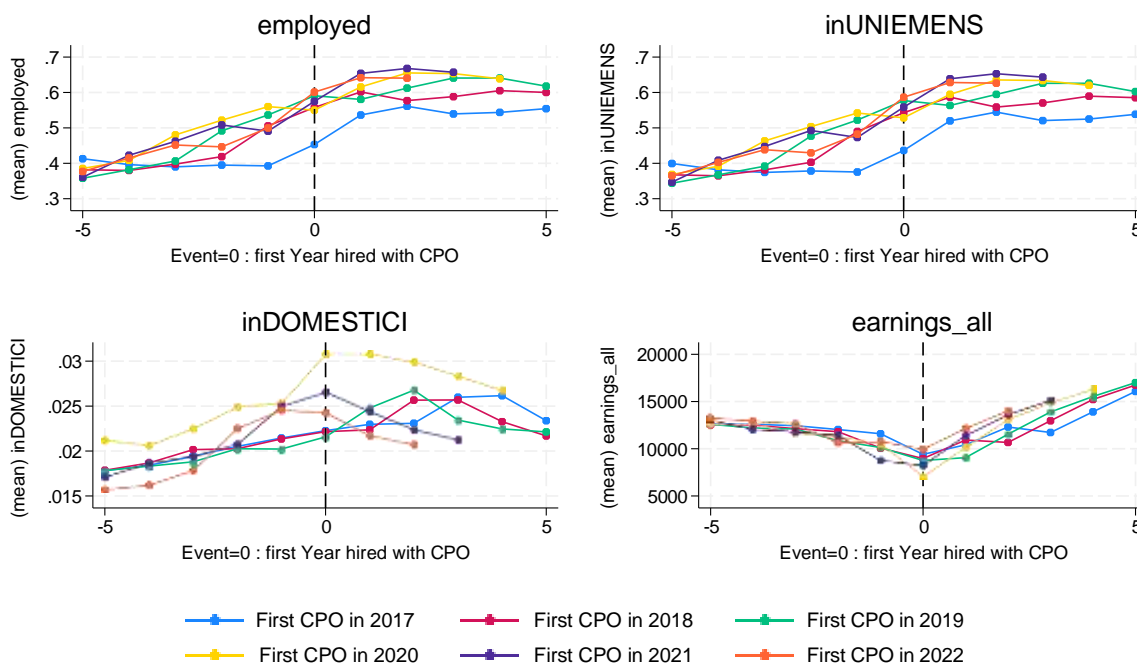 employed
(mean) employed
.7
.6
.5
.4
.3
-5
0
5
Event=0 : first Year hired with CPO
inUNIEMENS
(mean) inUNIEMENS
.7
.6
.5
.4
.3
-5
0
5
Event=0 : first Year hired with CPO
inDOMESTICI
(mean) inDOMESTICI
.03
.025
.02
.015
-5
0
5
Event=0 : first Year hired with CPO
earnings_all
(mean) earnings_all
20000
15000
10000
5000
-5
0
5
Event=0 : first Year hired with CPO
First CPO in 2017
First CPO in 2018
First CPO in 2019
First CPO in 2020
First CPO in 2021
First CPO in 2022